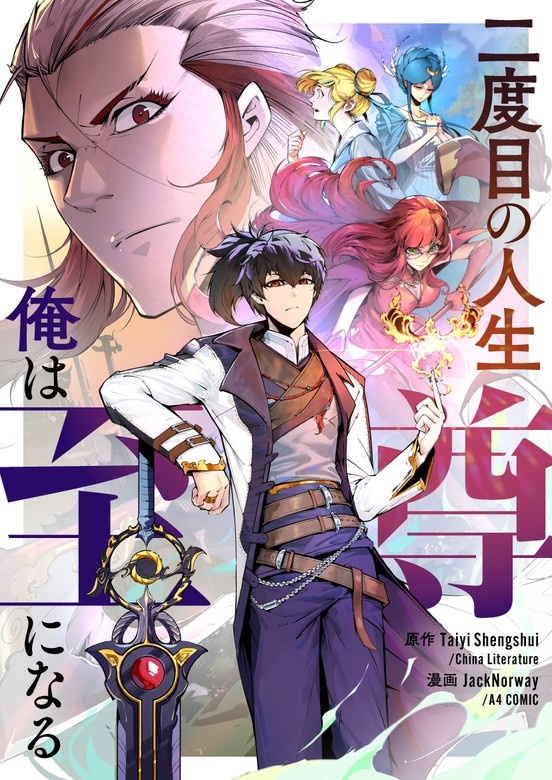 二度目の人生
俺は
至尊
になる
原作 Taiyi Shengshui
/China Literature
漫画 JackNorway
/A4 COMIC